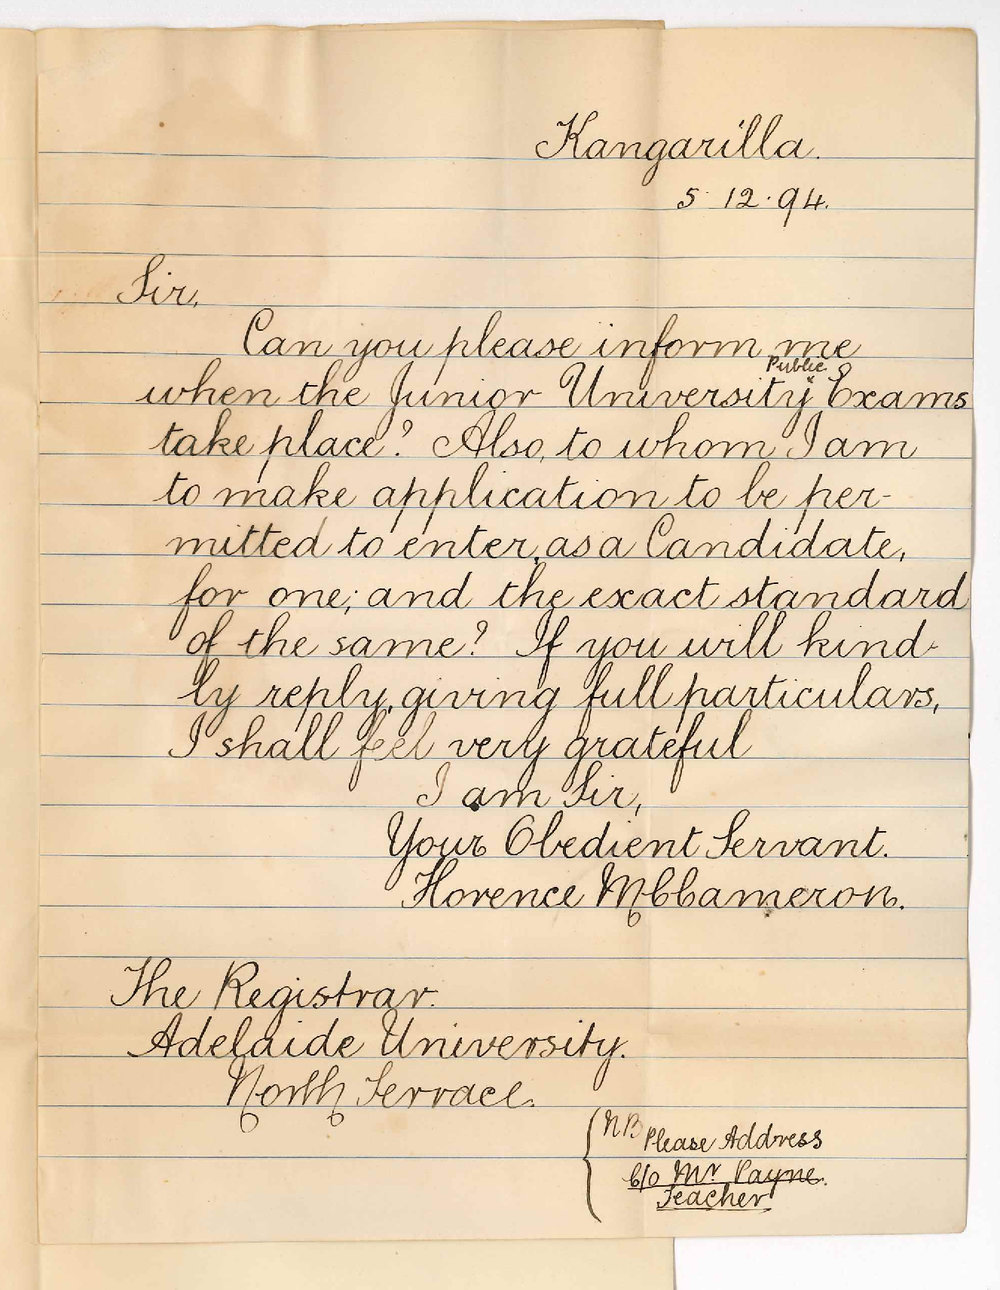 Kangarilla.
5.12.94.
Sir,
Can you please inform me
Public
when the Junior University Exams
take place? Also, to whom I am
to make application to be per-
mitted to enter, as a Candidate,
for one; and the exact standard
of the same? If you will kind-
ly reply, giving full particulars,
I shall feel very grateful
I am Sir,
Your Obedient Servant.
Florence McCameron.
The Registrar.
Adelaide University.
North Terrace.
NB Please Address
C/o Mr Payne.
Teacher